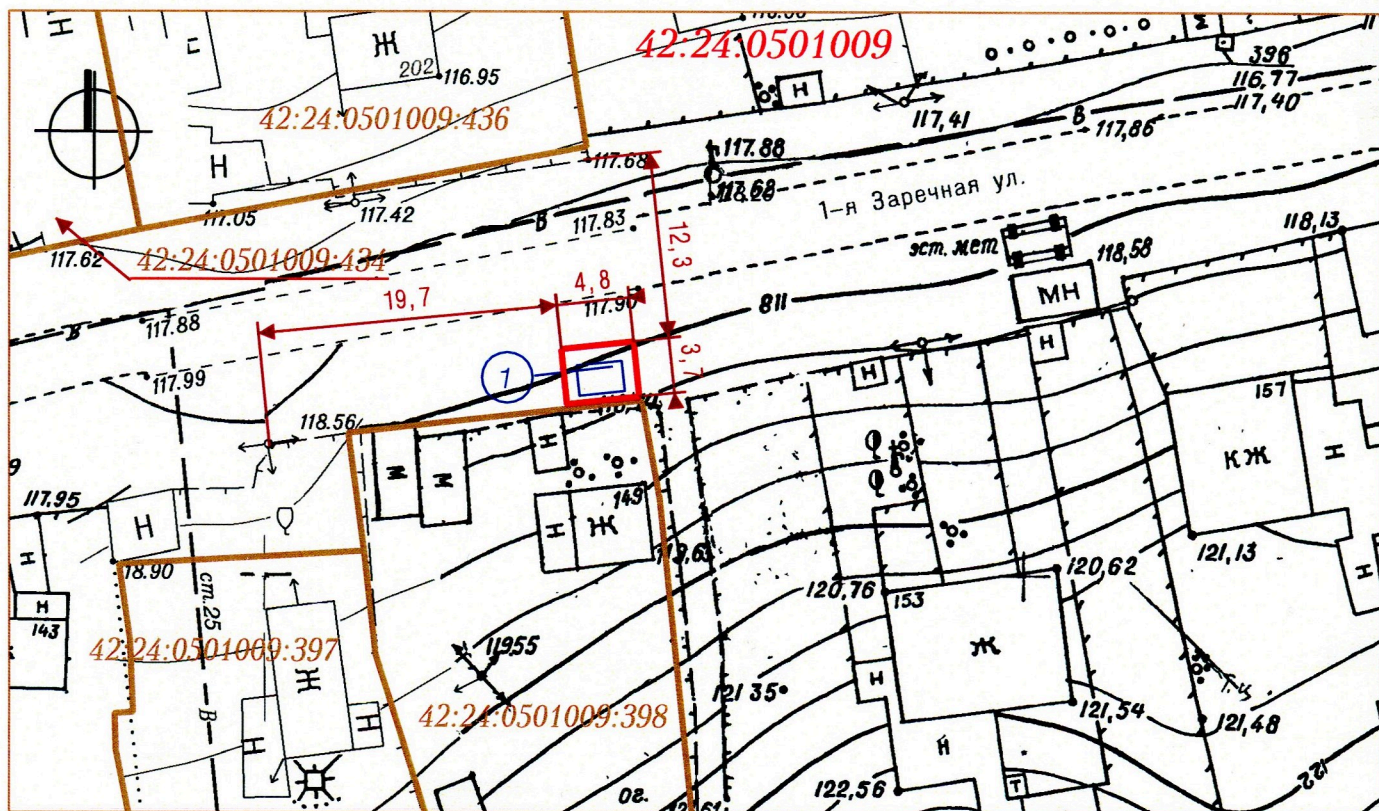 42:24:0501009
Ж
202
116.95
42:24:0501009:436
Н
Н
396
116,77
117,40
117,41
В
117,86
117.88
117.68
Н
117.05
117.42
117.83
В
1-я Заречная ул.
12,3
118,13
эст. мет
118,58
117.62
42:24:0501009:434
19,7
4,8
117.90
811
МН
В
117.88
3,7
Н
1
117.99
Н
157
118.56
КЖ
Н
Н
М
М
149
Ж
Н
117.95
Н
Н
121,13
Н
18.90
ст.25
120,76
153
120,62
Н
Н
143
42:24:0501009:397
Ж
Н
Н
119.55
42:24:0501009:398
В
Ж
Н
121 35
121,54
121,48
Н
ог.
122,56
Т
122